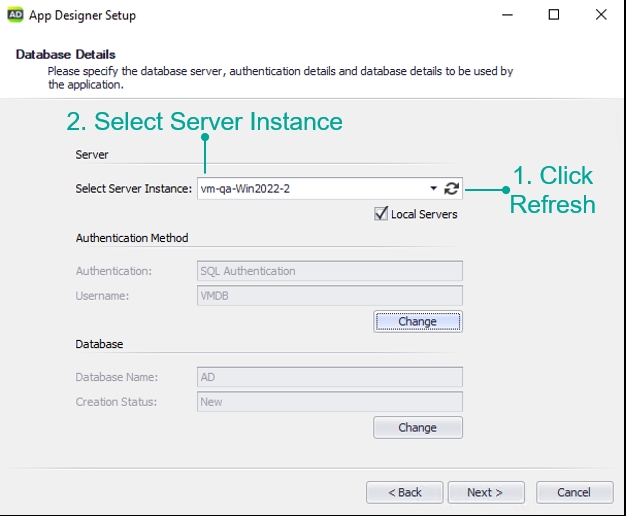 AD App Designer Setup
Database Details
Please specify the database server, authentication details and database details to be used by
the application.
2. Select Server Instance
Server
Select Server Instance: vm-qa-Win2022-2
1. Click
Refresh
Local Servers
Authentication Method
Authentication: SQL Authentication
Username: VMDB
Change
Database
Database Name: AD
Creation Status: New
Change
< Back Next > Cancel